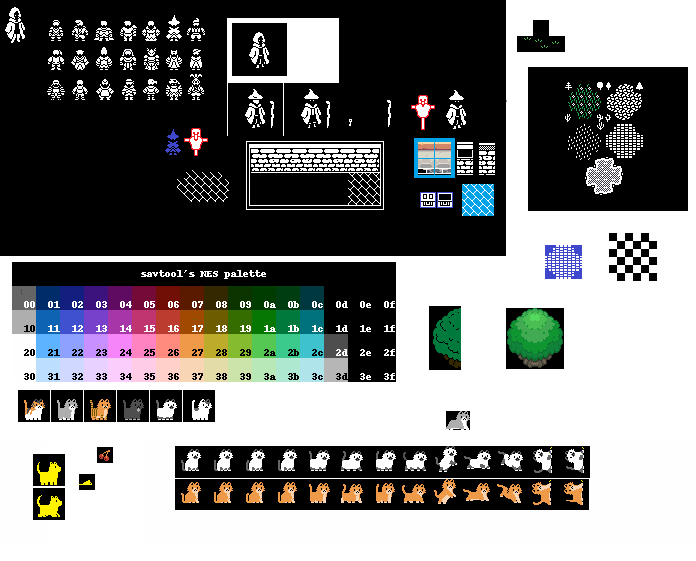 savtool's NES palette
00 01 02 03 04 05 06 07 08 09 0a 0b 0c 0d 0e 0f
10 11 12 13 14 15 16 17 18 19 1a 1b 1c 1d 1e 1f
20 21 22 23 24 25 26 27 28 29 2a 2b 2c 2d 2e 2f
30 31 32 33 34 35 36 37 38 39 3a 3b 3c 3d 3e 3f